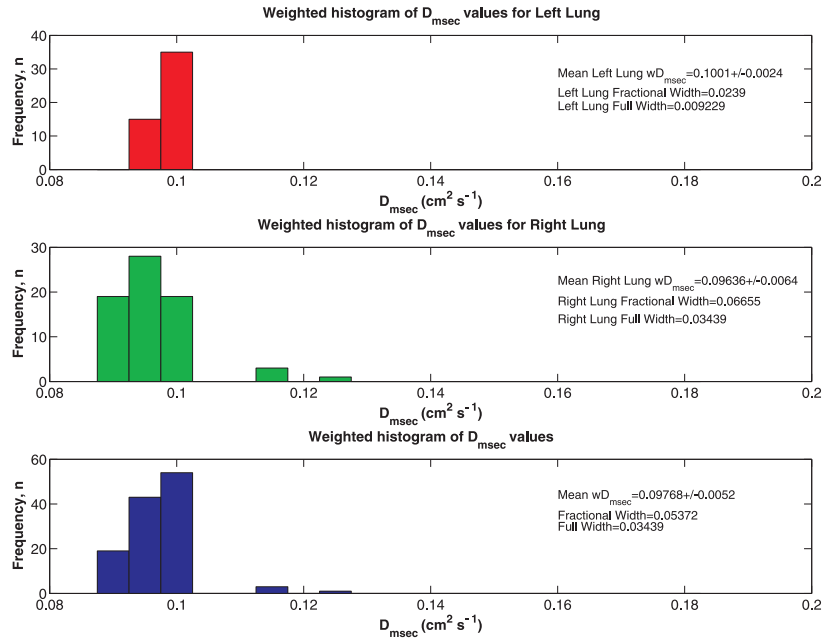 Weighted histogram of Dmsec values for Left Lung
40
30
20
10
0
Frequency, n
Mean Left Lung wDmsec=0.1001+/-0.0024
Left Lung Fractional Width=0.0239
Left Lung Full Width=0.009229
0.08 0.1 0.12 0.14 0.16 0.18 0.2
Dmsec (cm² s⁻¹)
Weighted histogram of Dmsec values for Right Lung
30
20
10
0
Frequency, n
Mean Right Lung wDmsec=0.09636+/-0.0064
Right Lung Fractional Width=0.06655
Right Lung Full Width=0.03439
0.08 0.1 0.12 0.14 0.16 0.18 0.2
Dmsec (cm² s⁻¹)
Weighted histogram of Dmsec values
60
40
20
0
Frequency, n
Mean wDmsec=0.09768+/-0.0052
Fractional Width=0.05372
Full Width=0.03439
0.08 0.1 0.12 0.14 0.16 0.18 0.2
Dmsec (cm² s⁻¹)